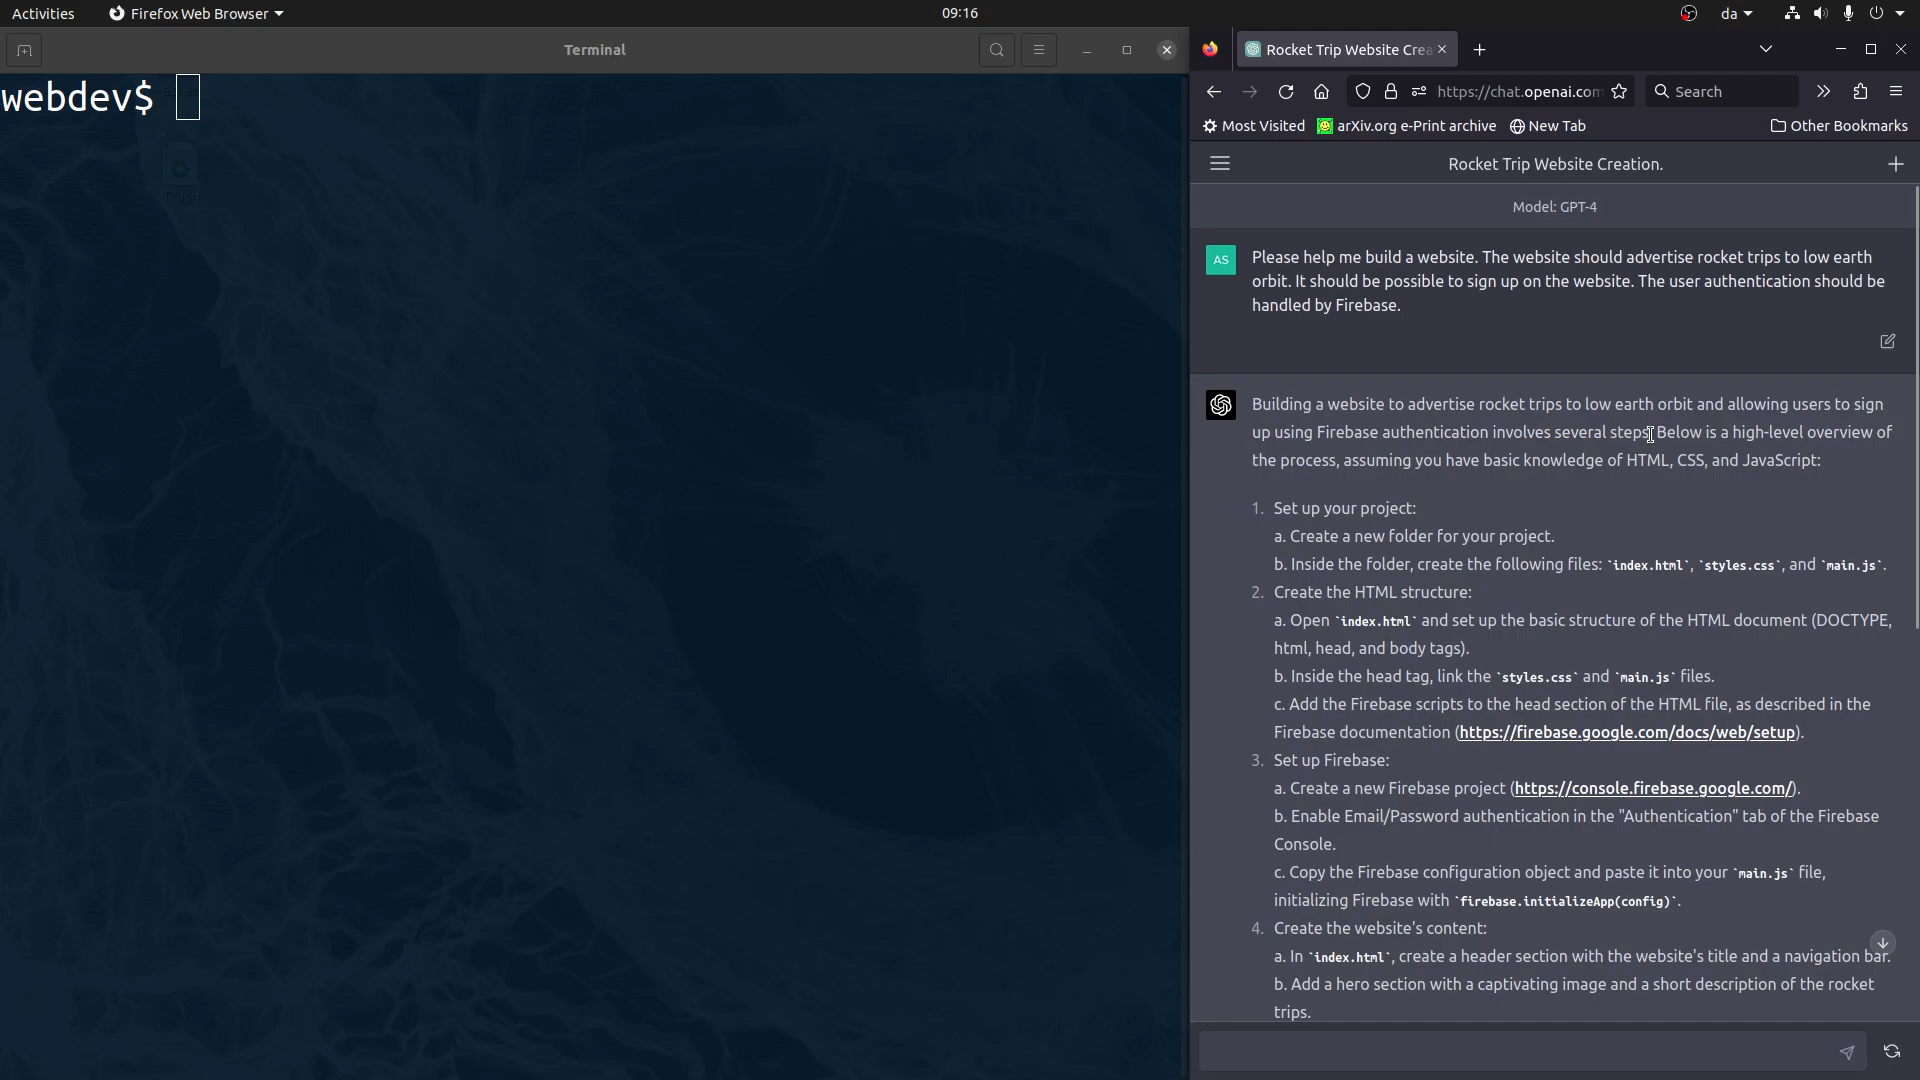 Activities
Firefox Web Browser
09:16
da
Terminal
Rocket Trip Website Crea
https://chat.openai.com
Search
Most Visited
arXiv.org e-Print archive
New Tab
Other Bookmarks
webdev$
Trash
Rocket Trip Website Creation.
Model: GPT-4
AS
Please help me build a website. The website should advertise rocket trips to low earth
orbit. It should be possible to sign up on the website. The user authentication should be
handled by Firebase.
Building a website to advertise rocket trips to low earth orbit and allowing users to sign
up using Firebase authentication involves several steps. Below is a high-level overview of
the process, assuming you have basic knowledge of HTML, CSS, and JavaScript:
1. Set up your project:
a. Create a new folder for your project.
b. Inside the folder, create the following files: `index.html`, `styles.css`, and `main.js`.
2. Create the HTML structure:
a. Open `index.html` and set up the basic structure of the HTML document (DOCTYPE,
html, head, and body tags).
b. Inside the head tag, link the `styles.css` and `main.js` files.
c. Add the Firebase scripts to the head section of the HTML file, as described in the
Firebase documentation (https://firebase.google.com/docs/web/setup).
3. Set up Firebase:
a. Create a new Firebase project (https://console.firebase.google.com/).
b. Enable Email/Password authentication in the "Authentication" tab of the Firebase
Console.
c. Copy the Firebase configuration object and paste it into your `main.js` file,
initializing Firebase with `firebase.initializeApp(config)`.
4. Create the website's content:
a. In `index.html`, create a header section with the website's title and a navigation bar.
b. Add a hero section with a captivating image and a short description of the rocket
trips.